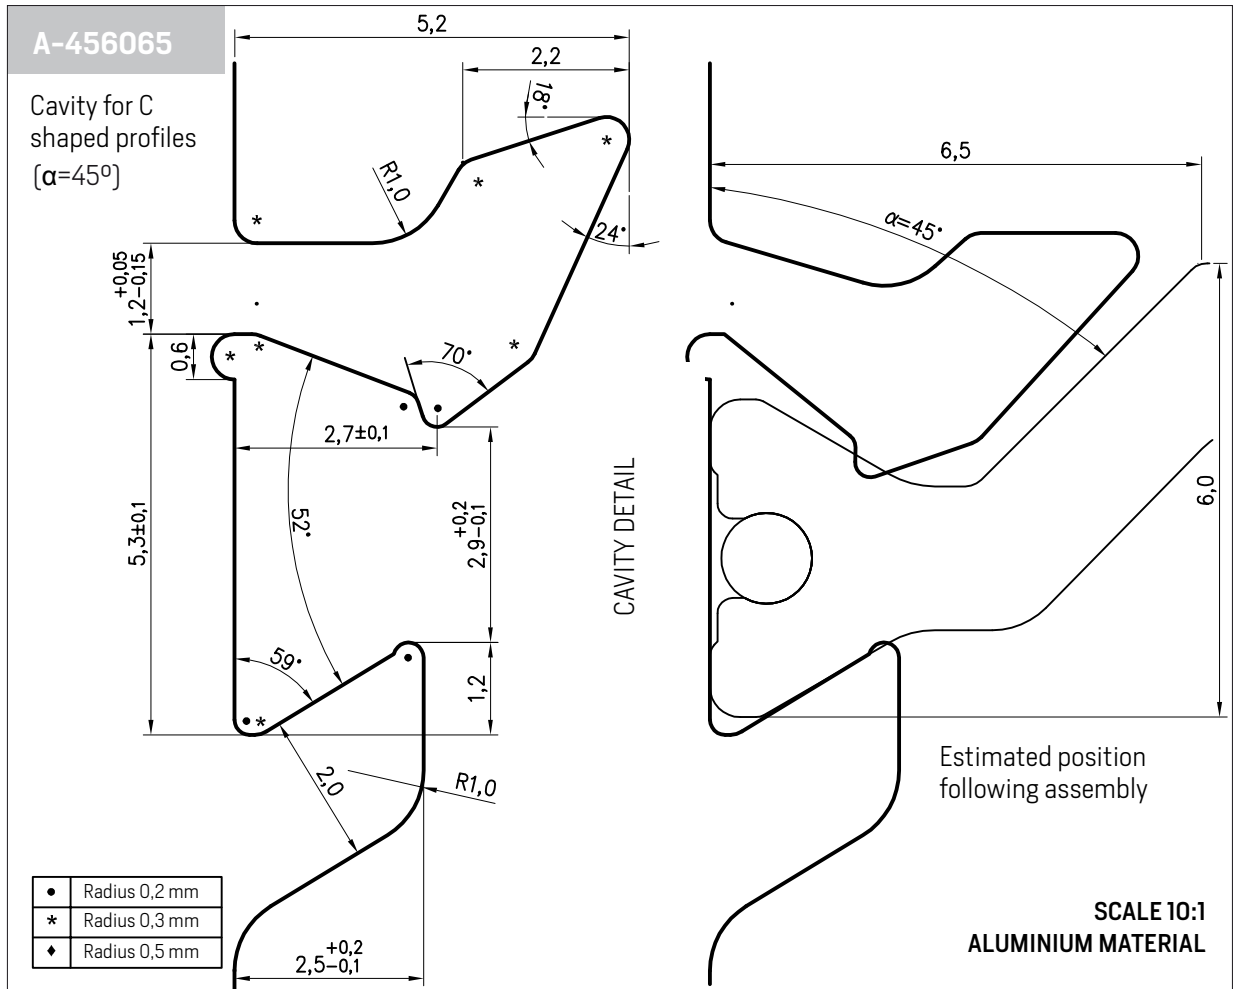 A-456065
Cavity for C
shaped profiles
(α=45º)
5,2
2,2
18°
R1,0
24°
+0,05
1,2-0,15
0,6
70°
2,7±0,1
5,3±0,1
52°
+0,2
2,9-0,1
59°
1,2
2,0
R1,0
+0,2
2,5-0,1
• Radius 0,2 mm
* Radius 0,3 mm
♦ Radius 0,5 mm
CAVITY DETAIL
6,5
α=45°
6,0
Estimated position
following assembly
SCALE 10:1
ALUMINIUM MATERIAL